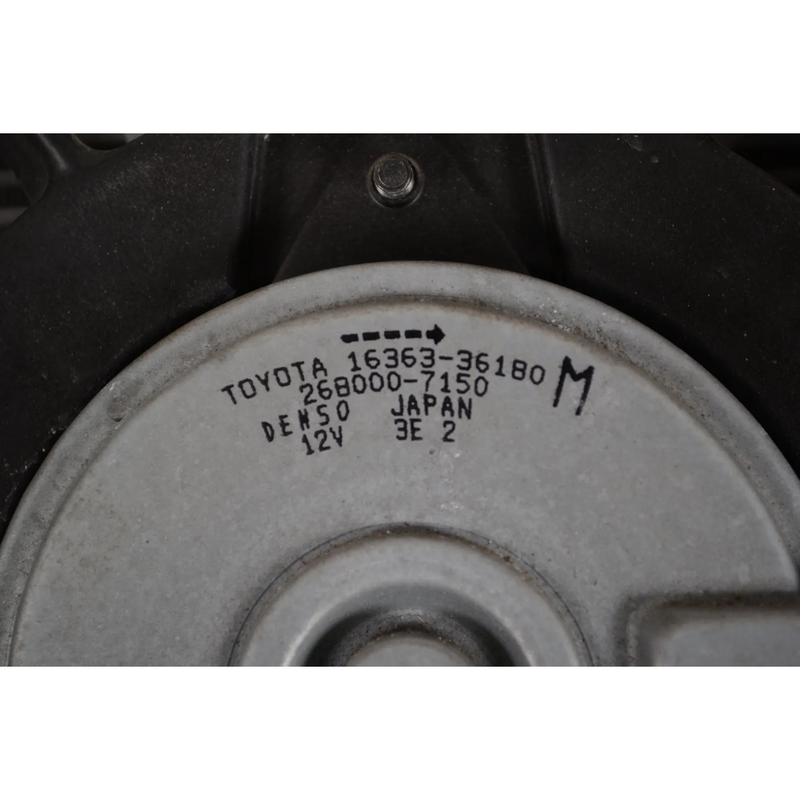 TOYOTA 16363-36180 M
268000-7150
DENSO JAPAN
12V 3E 2